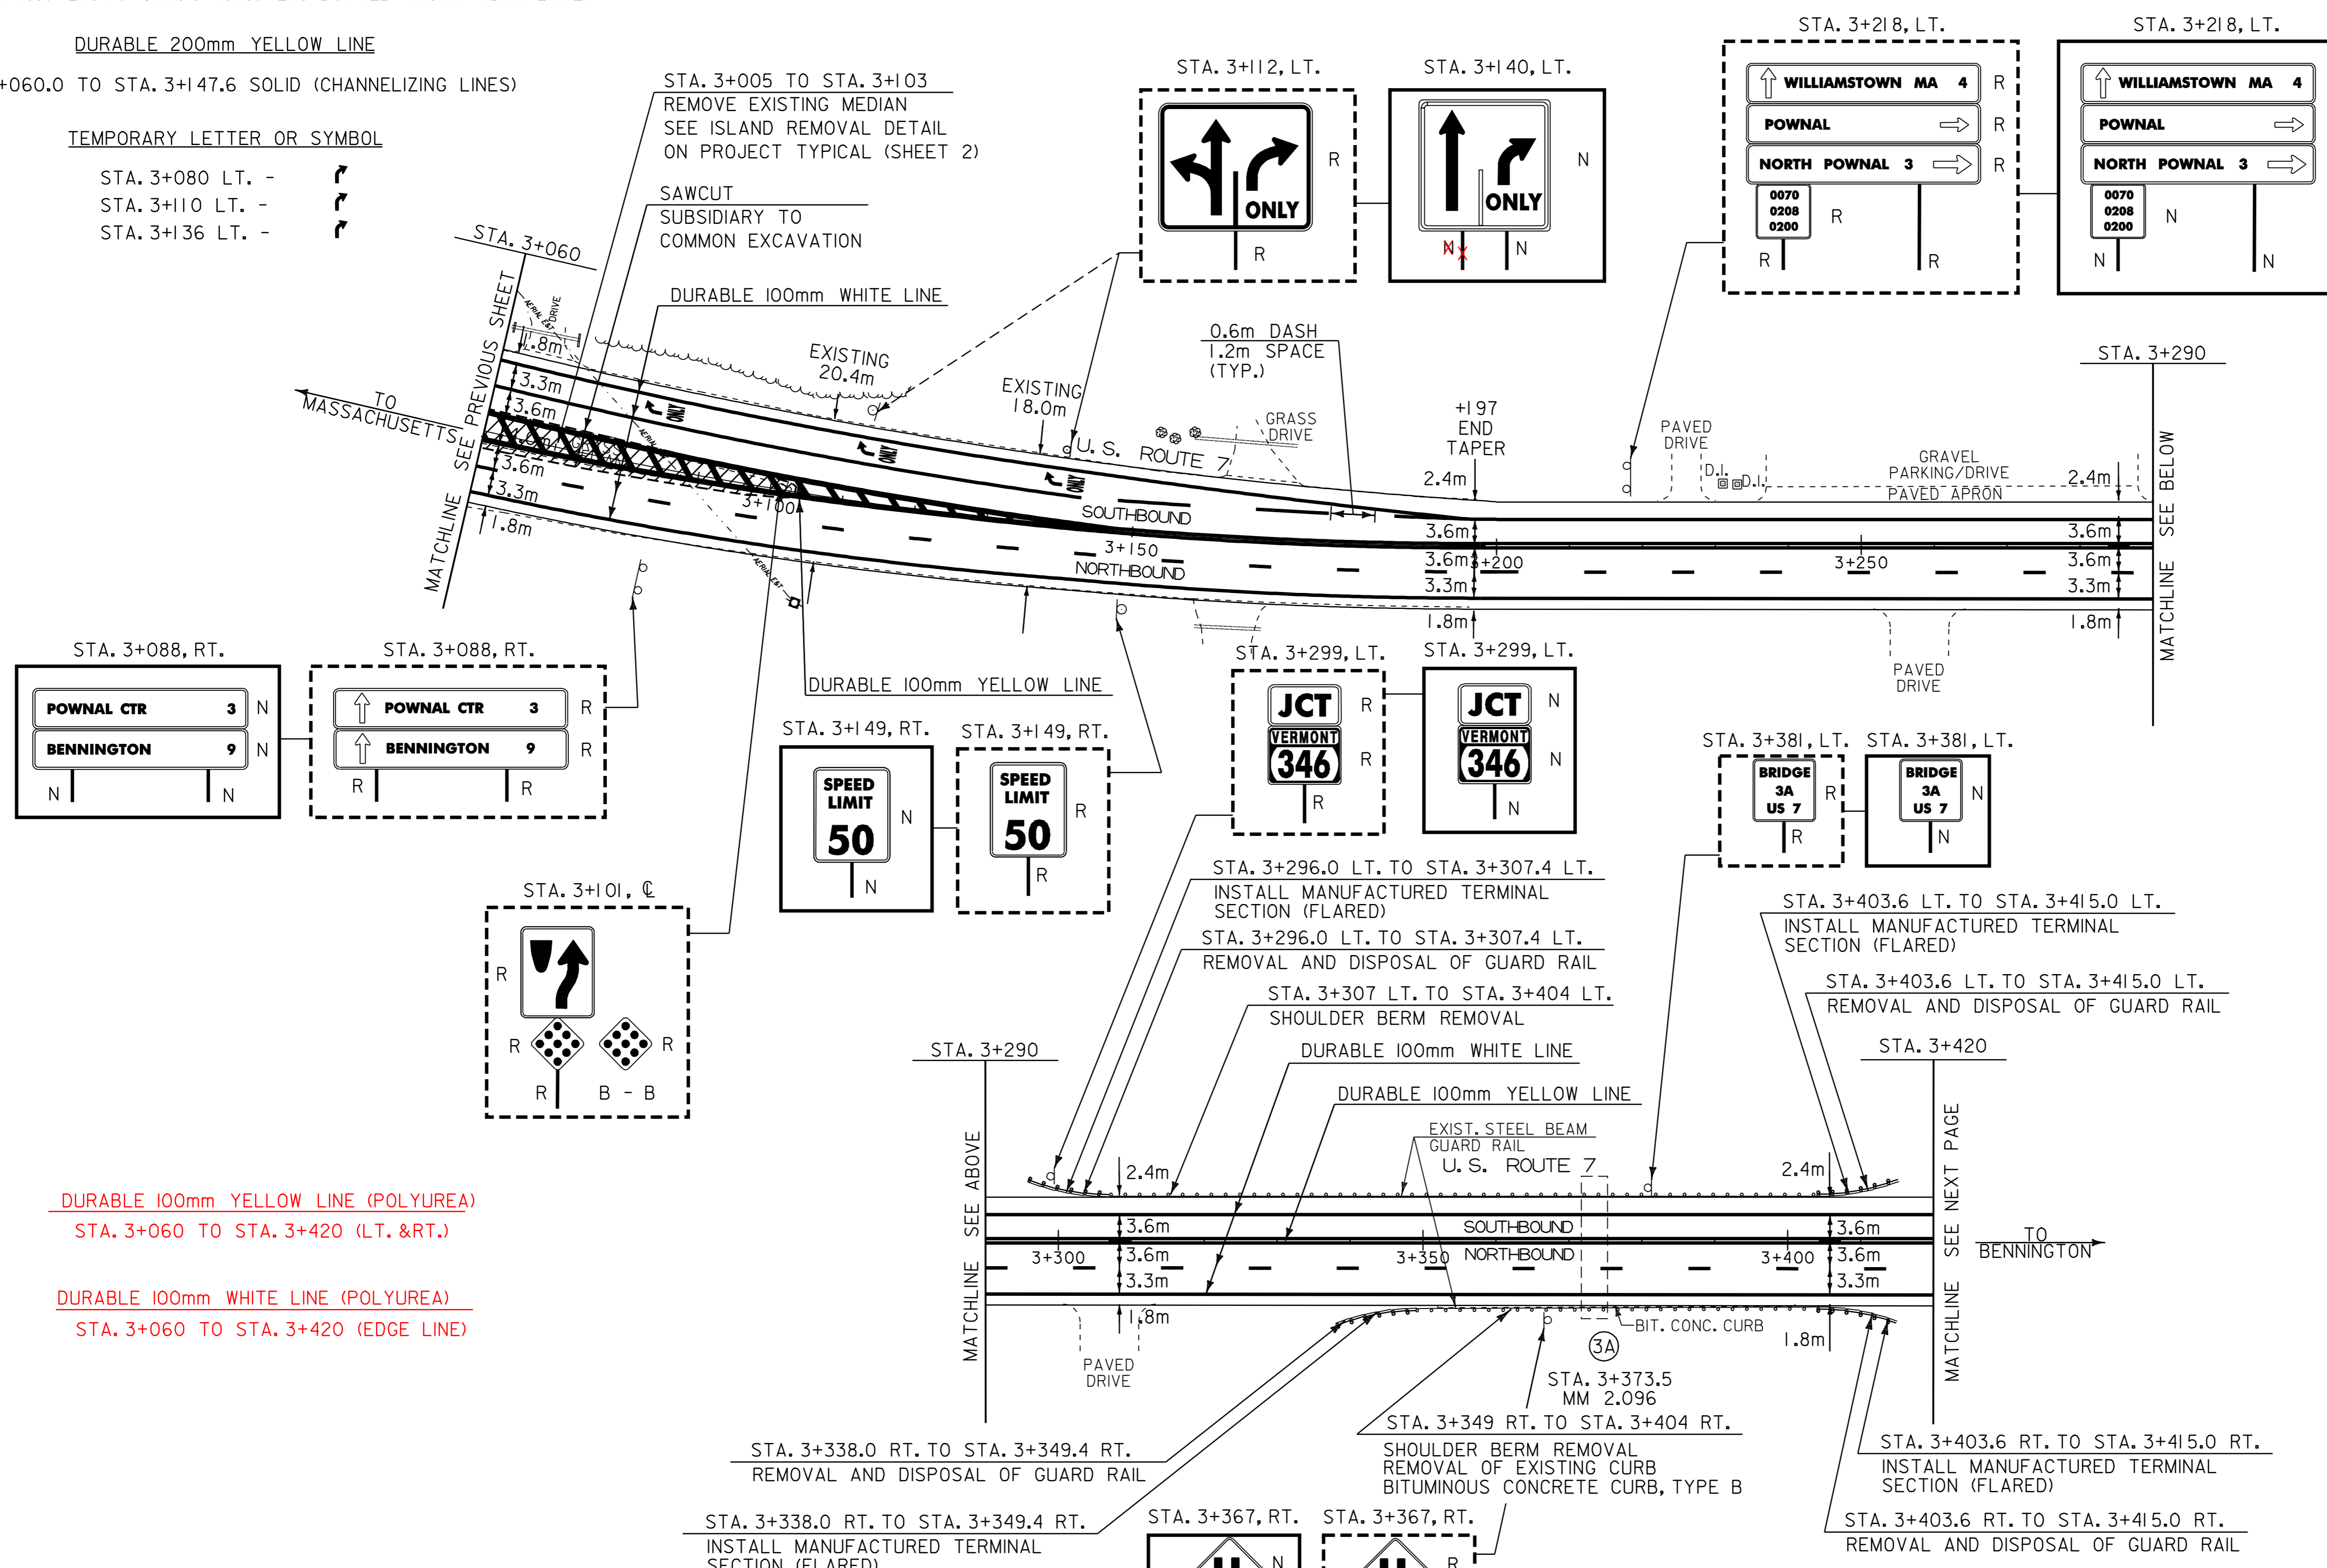 DURABLE 200mm YELLOW LINE
+060.0 TO STA. 3+147.6 SOLID (CHANNELIZING LINES)
TEMPORARY LETTER OR SYMBOL
STA. 3+080 LT. -
STA. 3+110 LT. -
STA. 3+136 LT. -
STA. 3+005 TO STA. 3+103
REMOVE EXISTING MEDIAN
SEE ISLAND REMOVAL DETAIL
ON PROJECT TYPICAL (SHEET 2)
SAWCUT
SUBSIDIARY TO
COMMON EXCAVATION
DURABLE 100mm WHITE LINE
STA. 3+112, LT.
ONLY
R
R
STA. 3+140, LT.
ONLY
N
N
N
STA. 3+218, LT.
WILLIAMSTOWN MA 4
R
POWNAL
R
NORTH POWNAL 3
R
0070
0208
0200
R
R
R
STA. 3+218, LT.
WILLIAMSTOWN MA 4
POWNAL
NORTH POWNAL 3
0070
0208
0200
N
N
N
STA. 3+060
MATCHLINE SEE PREVIOUS SHEET
TO
MASSACHUSETTS
AERIAL E&T
DRIVE
1.8m
3.3m
3.6m
3.6m
3.3m
1.8m
EXISTING
20.4m
EXISTING
18.0m
ONLY
ONLY
ONLY
AERIAL
AERIAL E&T
U.S. ROUTE 7
0.6m DASH
1.2m SPACE
(TYP.)
GRASS
DRIVE
+197
END
TAPER
2.4m
3.6m
3.6m
3.3m
1.8m
PAVED
DRIVE
D.I.
D.I.
GRAVEL
PARKING/DRIVE
PAVED APRON
2.4m
3.6m
3.6m
3.3m
1.8m
STA. 3+290
MATCHLINE SEE BELOW
3+100
3+150
3+200
3+250
SOUTHBOUND
NORTHBOUND
PAVED
DRIVE
STA. 3+088, RT.
POWNAL CTR 3
N
BENNINGTON 9
N
N
N
STA. 3+088, RT.
POWNAL CTR 3
R
BENNINGTON 9
R
R
R
DURABLE 100mm YELLOW LINE
STA. 3+149, RT.
SPEED
LIMIT
50
N
N
STA. 3+149, RT.
SPEED
LIMIT
50
R
R
STA. 3+299, LT.
JCT
R
VERMONT
346
R
R
STA. 3+299, LT.
JCT
N
VERMONT
346
N
N
STA. 3+381, LT.
BRIDGE
3A
US 7
R
R
STA. 3+381, LT.
BRIDGE
3A
US 7
N
N
STA. 3+101, ℄
R
R
R
R
B - B
STA. 3+296.0 LT. TO STA. 3+307.4 LT.
INSTALL MANUFACTURED TERMINAL
SECTION (FLARED)
STA. 3+296.0 LT. TO STA. 3+307.4 LT.
REMOVAL AND DISPOSAL OF GUARD RAIL
STA. 3+307 LT. TO STA. 3+404 LT.
SHOULDER BERM REMOVAL
DURABLE 100mm WHITE LINE
DURABLE 100mm YELLOW LINE
STA. 3+403.6 LT. TO STA. 3+415.0 LT.
INSTALL MANUFACTURED TERMINAL
SECTION (FLARED)
STA. 3+403.6 LT. TO STA. 3+415.0 LT.
REMOVAL AND DISPOSAL OF GUARD RAIL
STA. 3+290
MATCHLINE SEE ABOVE
EXIST. STEEL BEAM
GUARD RAIL
U.S. ROUTE 7
STA. 3+420
MATCHLINE SEE NEXT PAGE
TO
BENNINGTON
2.4m
3.6m
3.6m
3.3m
1.8m
3+300
3+350
3+400
SOUTHBOUND
NORTHBOUND
2.4m
3.6m
3.6m
3.3m
1.8m
PAVED
DRIVE
BIT. CONC. CURB
3A
STA. 3+373.5
MM 2.096
DURABLE 100mm YELLOW LINE (POLYUREA)
STA. 3+060 TO STA. 3+420 (LT. &RT.)
DURABLE 100mm WHITE LINE (POLYUREA)
STA. 3+060 TO STA. 3+420 (EDGE LINE)
STA. 3+338.0 RT. TO STA. 3+349.4 RT.
REMOVAL AND DISPOSAL OF GUARD RAIL
STA. 3+338.0 RT. TO STA. 3+349.4 RT.
INSTALL MANUFACTURED TERMINAL
SECTION (FLARED)
STA. 3+349 RT. TO STA. 3+404 RT.
SHOULDER BERM REMOVAL
REMOVAL OF EXISTING CURB
BITUMINOUS CONCRETE CURB, TYPE B
STA. 3+367, RT.
N
STA. 3+367, RT.
R
STA. 3+403.6 RT. TO STA. 3+415.0 RT.
INSTALL MANUFACTURED TERMINAL
SECTION (FLARED)
STA. 3+403.6 RT. TO STA. 3+415.0 RT.
REMOVAL AND DISPOSAL OF GUARD RAIL